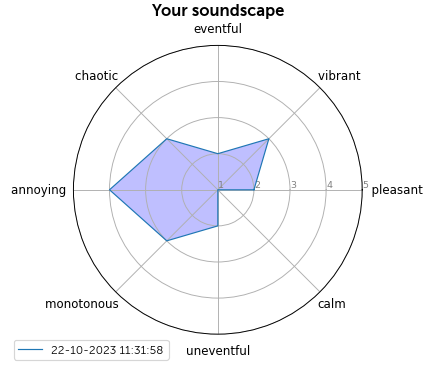 Your soundscape
eventful
chaotic
vibrant
annoying
1
2
3
4
5
pleasant
monotonous
calm
22-10-2023 11:31:58
uneventful